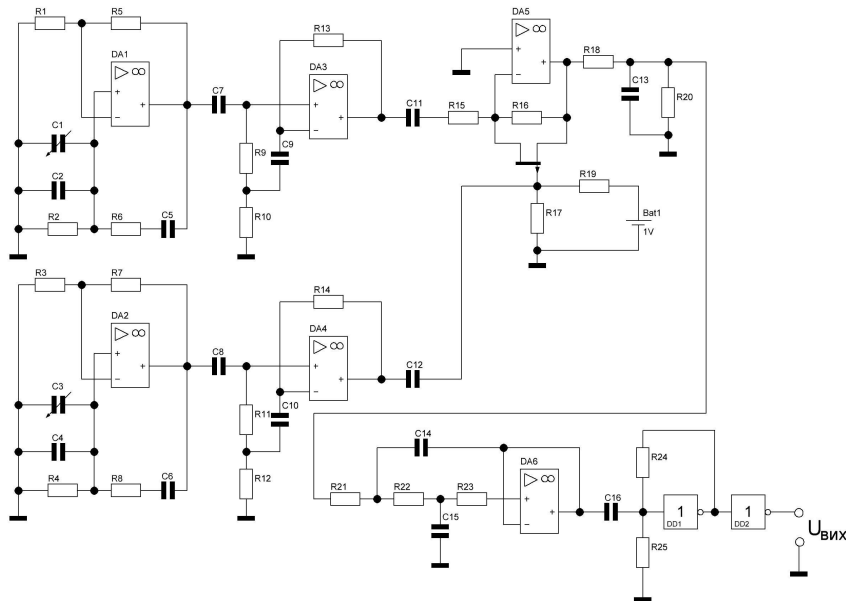 R1 R5
DA1
▷ ∞
+
−
+
C1
C2
R2 R6 C5
C7
R9
R10
R13
DA3
▷ ∞
+
−
+
C9
C11
R15
DA5
▷ ∞
+
−
+
R16
R18
C13
R20
R17
R19
Bat1
1V
R3 R7
DA2
▷ ∞
+
−
+
C3
C4
R4 R8 C6
C8
R11
R12
R14
DA4
▷ ∞
+
−
+
C10
C12
C14
R21 R22 R23
C15
DA6
▷ ∞
+
−
+
C16
R24
R25
1
DD1
1
DD2
Uвих